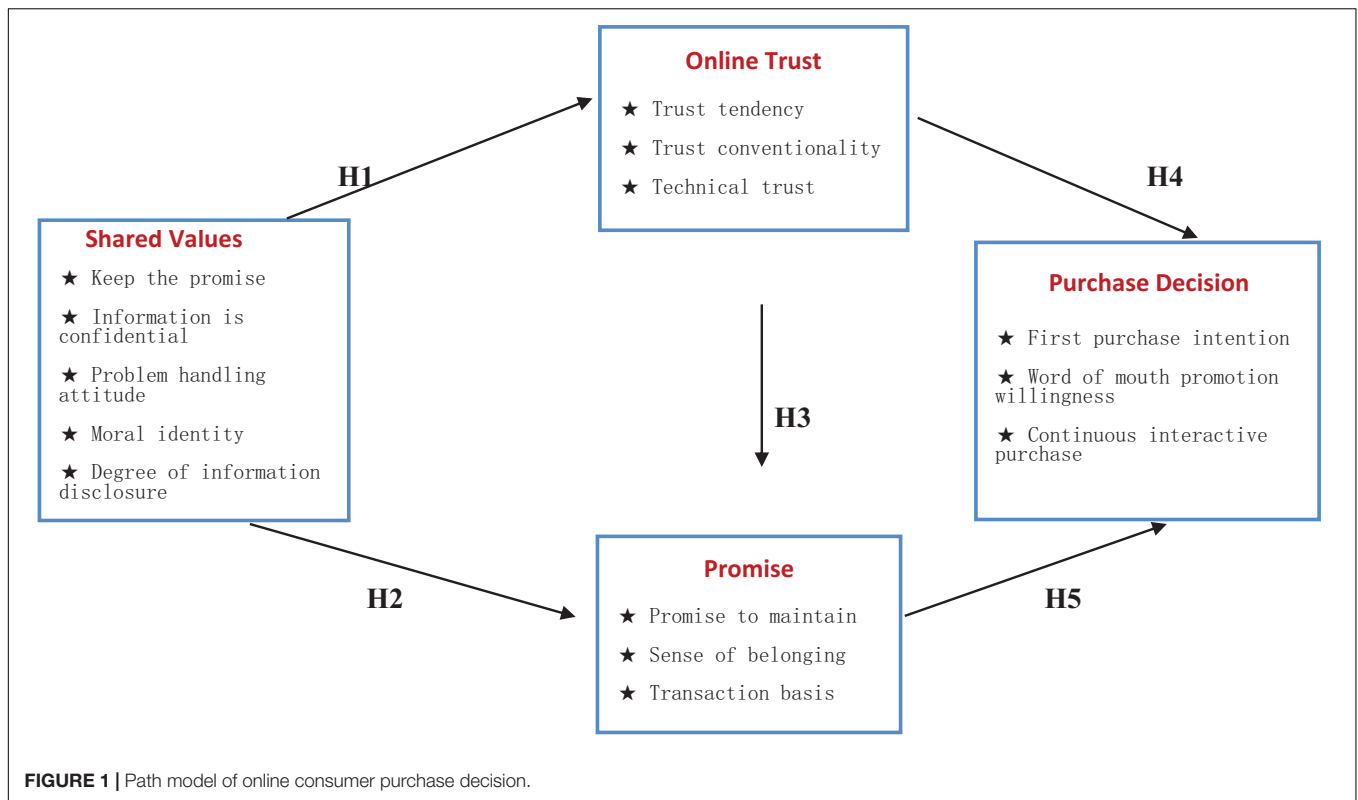 Online Trust
★ Trust tendency
★ Trust conventionality
★ Technical trust
H1
H4
Shared Values
★ Keep the promise
★ Information is
confidential
★ Problem handling
attitude
★ Moral identity
★ Degree of information
disclosure
Purchase Decision
★ First purchase intention
★ Word of mouth promotion
willingness
★ Continuous interactive
purchase
H3
H2
Promise
★ Promise to maintain
★ Sense of belonging
★ Transaction basis
H5
FIGURE 1 | Path model of online consumer purchase decision.